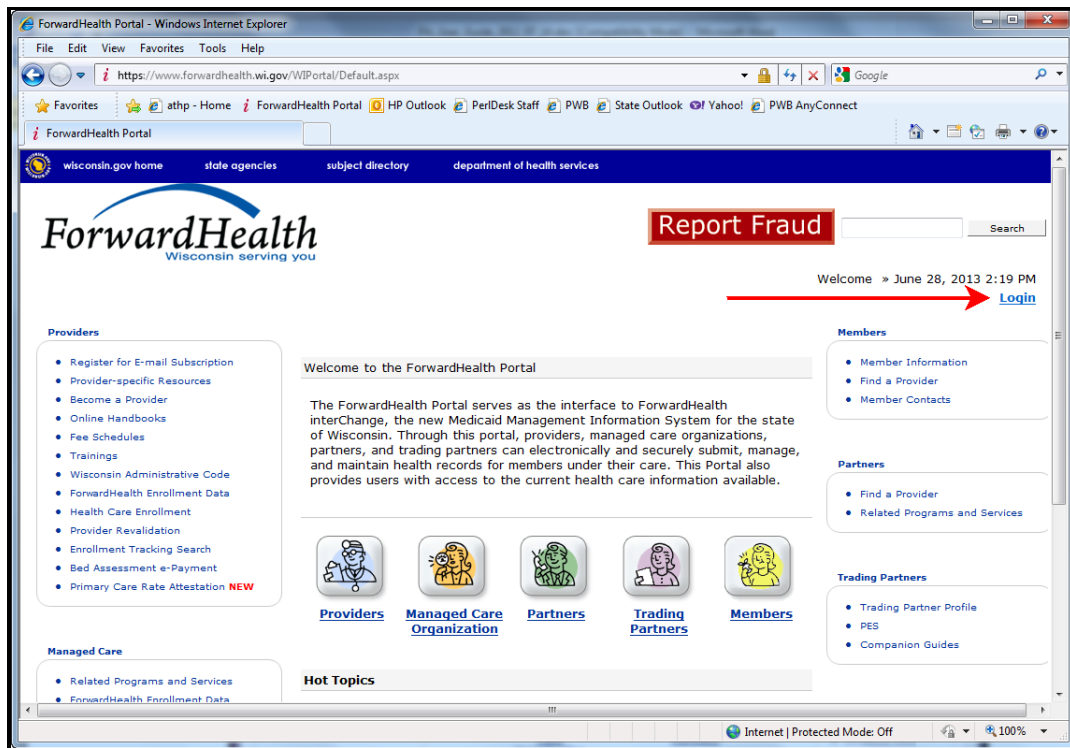 ForwardHealth Portal - Windows Internet Explorer
File Edit View Favorites Tools Help
https://www.forwardhealth.wi.gov/WIPortal/Default.aspx
Google
Favorites athp - Home ForwardHealth Portal HP Outlook PerlDesk Staff PWB State Outlook Yahoo! PWB AnyConnect
ForwardHealth Portal
wisconsin.gov home state agencies subject directory department of health services
ForwardHealth
Wisconsin serving you
Report Fraud
Search
Welcome » June 28, 2013 2:19 PM
Login
Providers
Register for E-mail Subscription
Provider-specific Resources
Become a Provider
Online Handbooks
Fee Schedules
Trainings
Wisconsin Administrative Code
ForwardHealth Enrollment Data
Health Care Enrollment
Provider Revalidation
Enrollment Tracking Search
Bed Assessment e-Payment
Primary Care Rate Attestation NEW
Managed Care
Related Programs and Services
ForwardHealth Enrollment Data
Welcome to the ForwardHealth Portal
The ForwardHealth Portal serves as the interface to ForwardHealth
interChange, the new Medicaid Management Information System for the state
of Wisconsin. Through this portal, providers, managed care organizations,
partners, and trading partners can electronically and securely submit, manage,
and maintain health records for members under their care. This Portal also
provides users with access to the current health care information available.
Providers
Managed Care
Organization
Partners
Trading
Partners
Members
Hot Topics
Members
Member Information
Find a Provider
Member Contacts
Partners
Find a Provider
Related Programs and Services
Trading Partners
Trading Partner Profile
PES
Companion Guides
Internet | Protected Mode: Off
100%